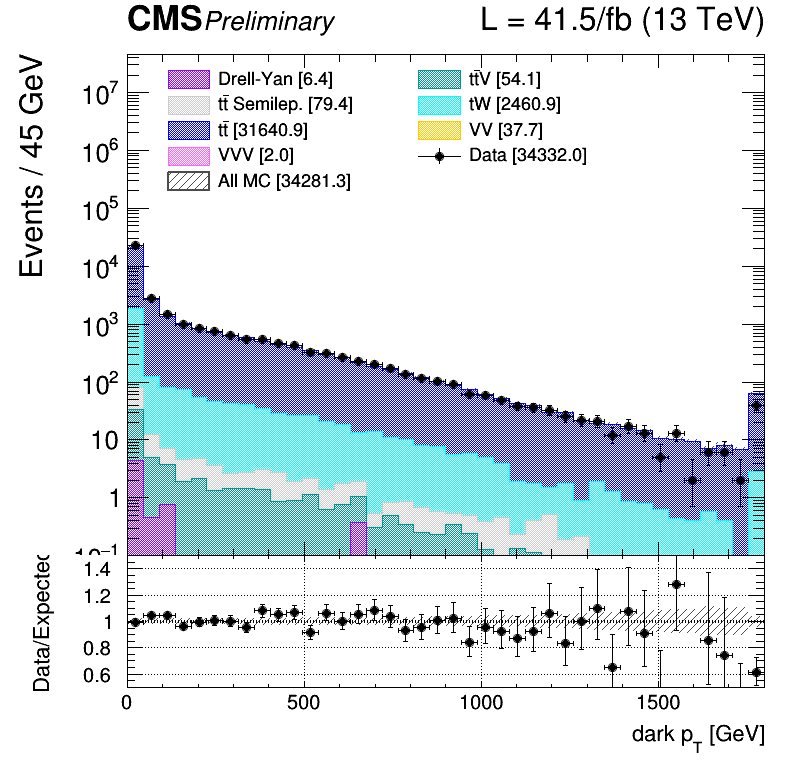 CMS Preliminary L = 41.5/fb (13 TeV)
Events / 45 GeV
Drell-Yan [6.4]
tt̄ Semilep. [79.4]
tt̄ [31640.9]
VVV [2.0]
All MC [34281.3]
tt̄V [54.1]
tW [2460.9]
VV [37.7]
Data [34332.0]
10⁷
10⁶
10⁵
10⁴
10³
10²
10
1
10⁻¹
Data/Expected
1.4
1.2
1
0.8
0.6
0 500 1000 1500
dark p_T [GeV]